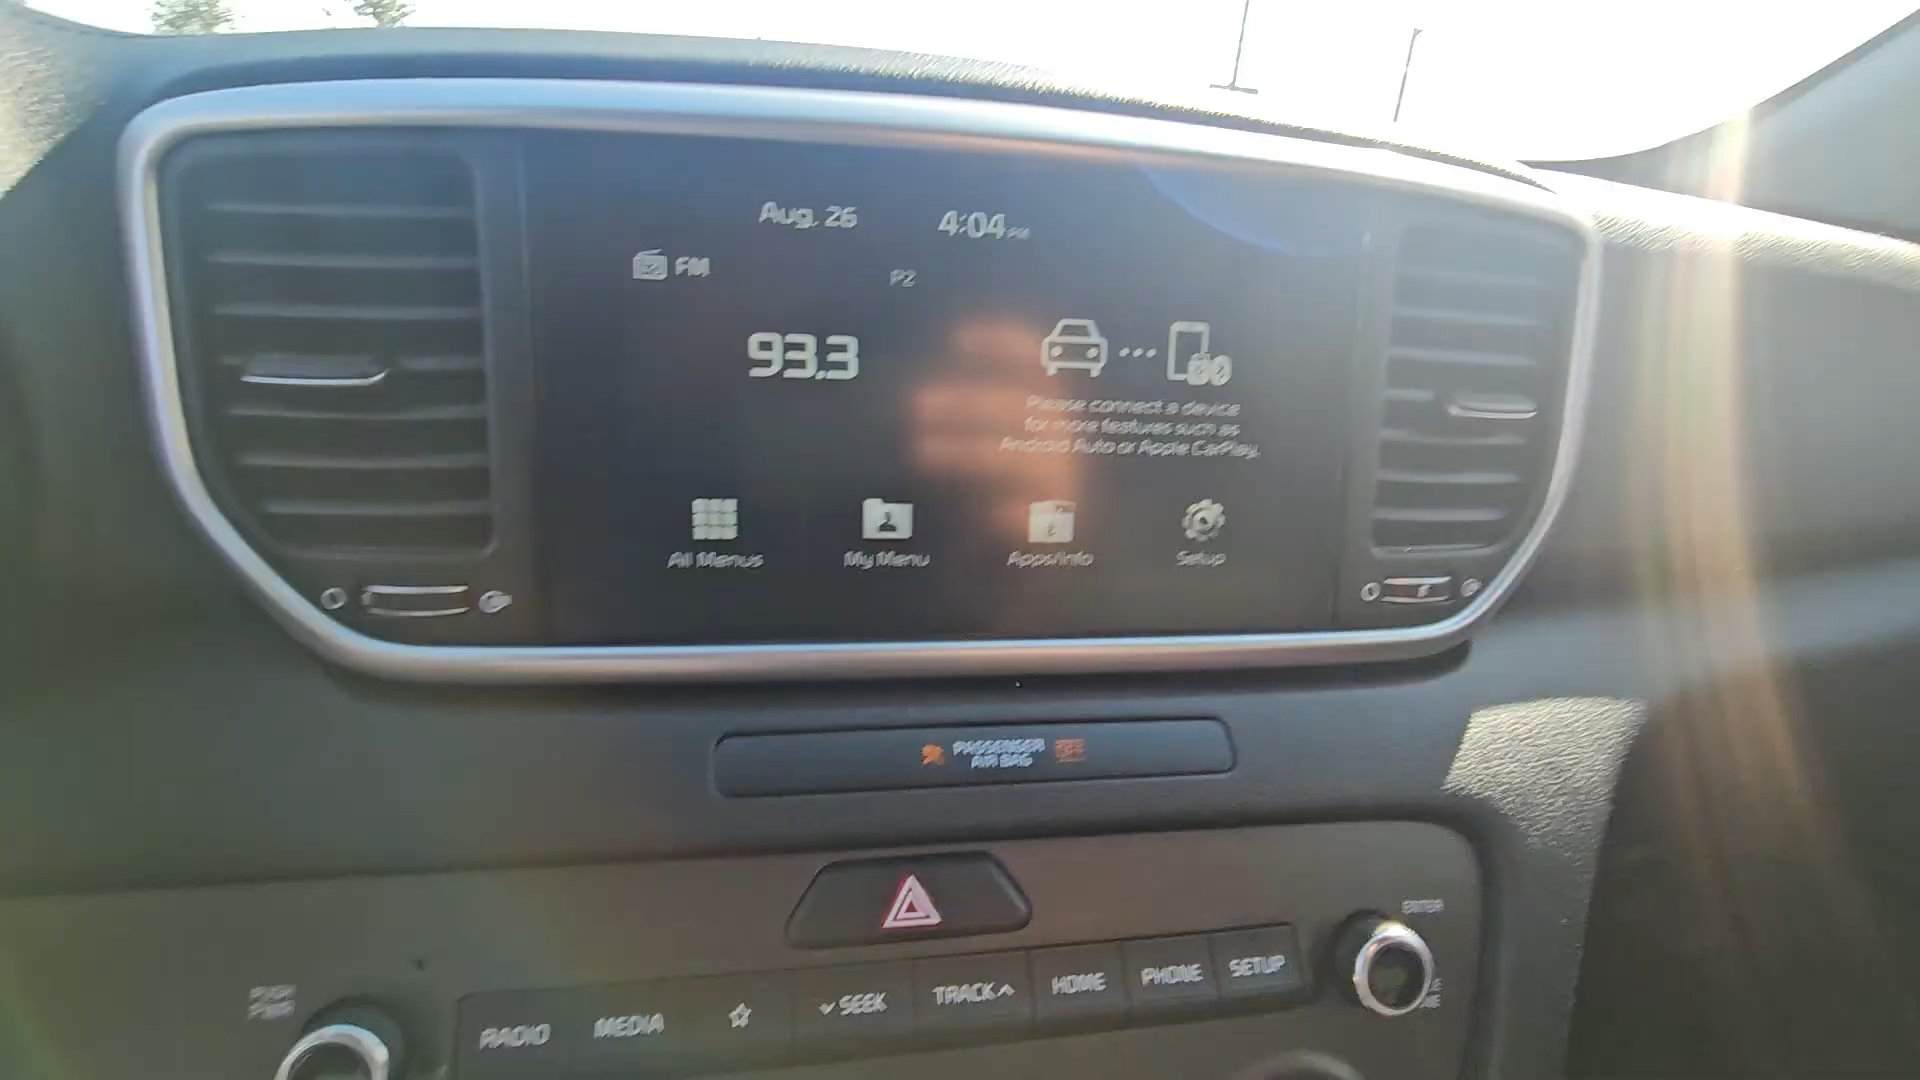 Aug. 26
4:04 PM
FM
P2
93.3
Please connect a device
for more features such as
Android Auto or Apple CarPlay.
All Menus
My Menu
Apps/Info
Setup
PASSENGER
AIR BAG
OFF
ENTER
RADIO
MEDIA
SEEK
TRACK
HOME
PHONE
SETUP